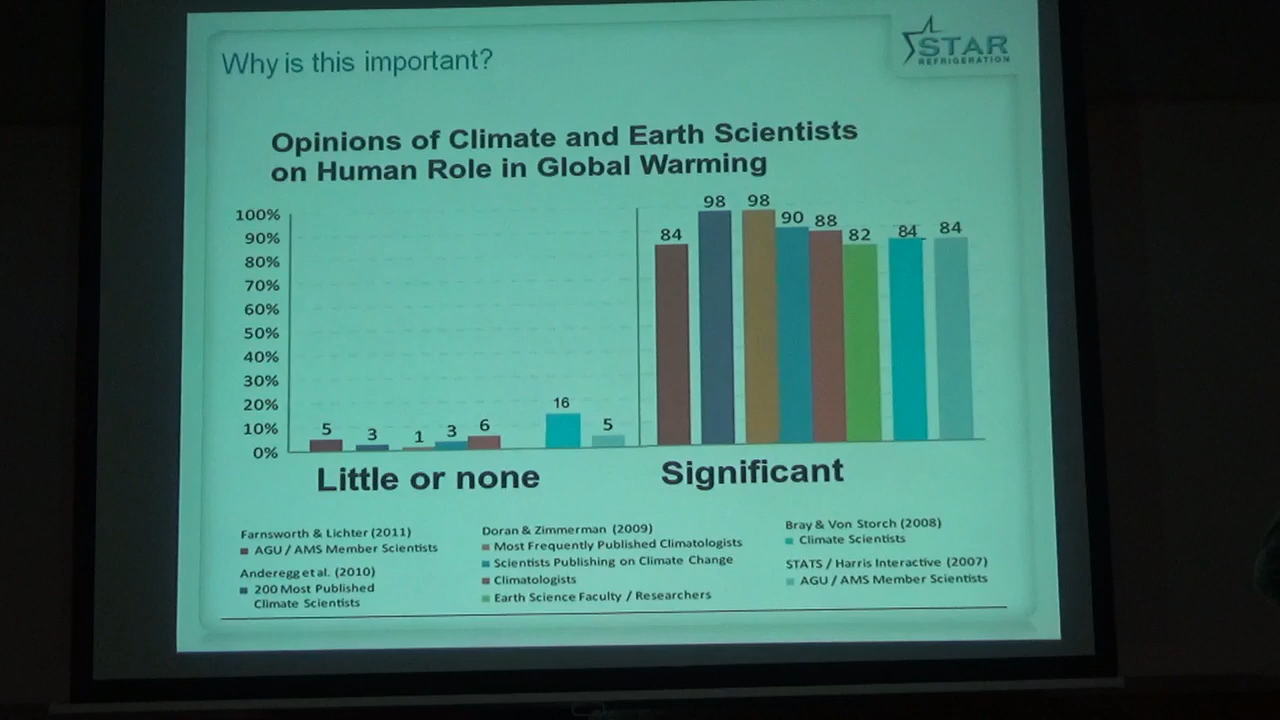 Why is this important?
STAR
REFRIGERATION
Opinions of Climate and Earth Scientists
on Human Role in Global Warming
100%
90%
80%
70%
60%
50%
40%
30%
20%
10%
0%
5
3
1
3
6
16
5
84
98
98
90
88
82
84
84
Little or none
Significant
Farnsworth & Lichter (2011)
AGU / AMS Member Scientists
Anderegg et al. (2010)
200 Most Published
Climate Scientists
Doran & Zimmerman (2009)
Most Frequently Published Climatologists
Scientists Publishing on Climate Change
Climatologists
Earth Science Faculty / Researchers
Bray & Von Storch (2008)
Climate Scientists
STATS / Harris Interactive (2007)
AGU / AMS Member Scientists